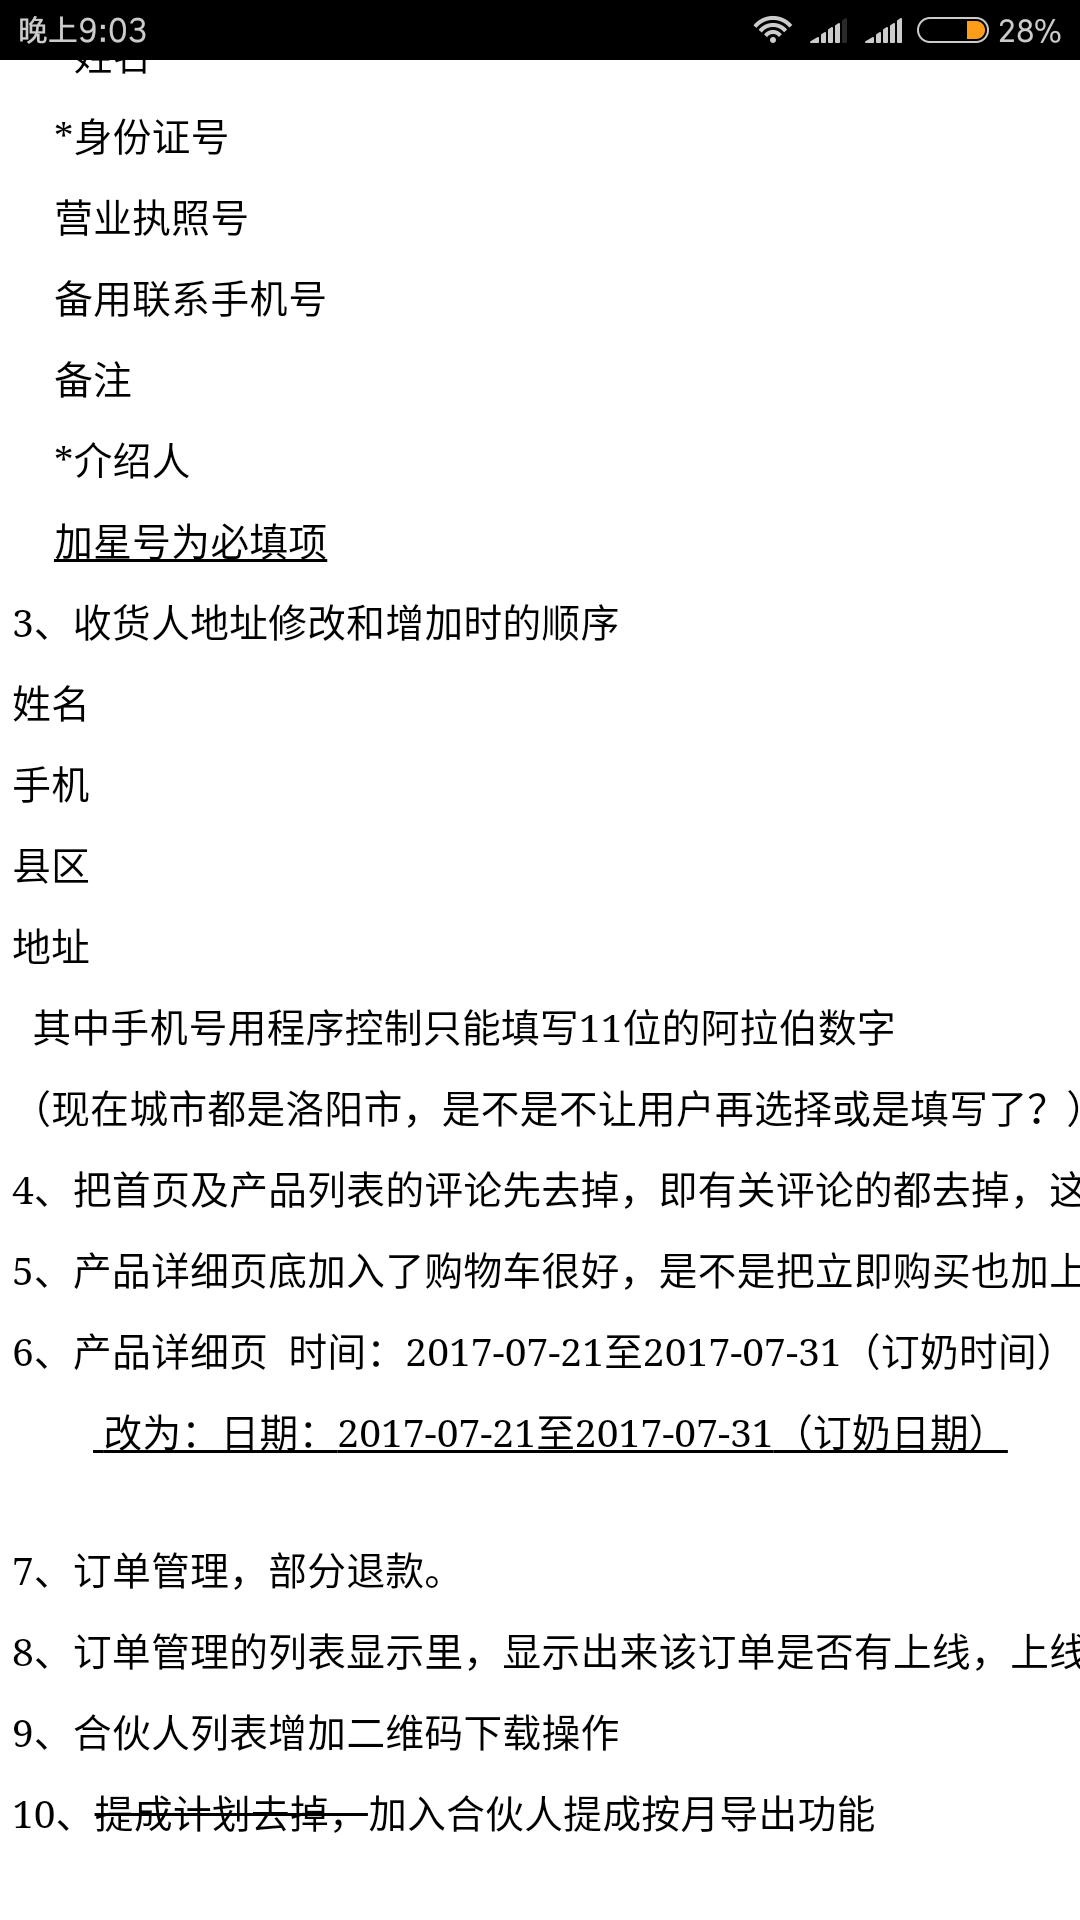 晚上9:03 28%
姓名
*身份证号
营业执照号
备用联系手机号
备注
*介绍人
加星号为必填项
3、收货人地址修改和增加时的顺序
姓名
手机
县区
地址
其中手机号用程序控制只能填写11位的阿拉伯数字
（现在城市都是洛阳市，是不是不让用户再选择或是填写了？）
4、把首页及产品列表的评论先去掉，即有关评论的都去掉，这
5、产品详细页底加入了购物车很好，是不是把立即购买也加上
6、产品详细页 时间：2017-07-21至2017-07-31（订奶时间）
改为：日期：2017-07-21至2017-07-31（订奶日期）
7、订单管理，部分退款。
8、订单管理的列表显示里，显示出来该订单是否有上线，上线
9、合伙人列表增加二维码下载操作
10、提成计划去掉，加入合伙人提成按月导出功能